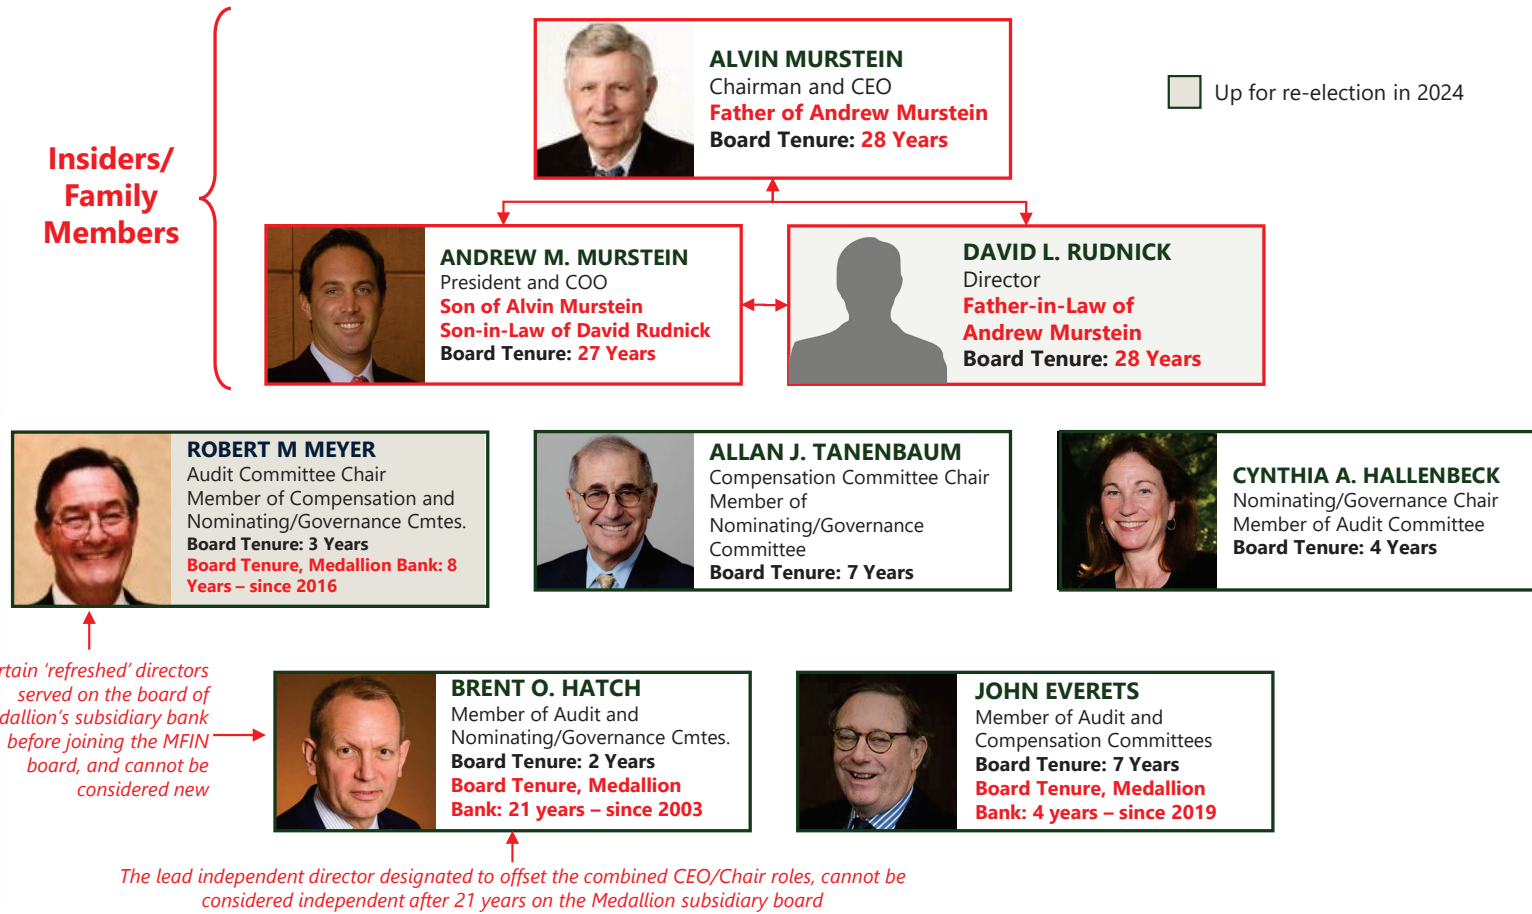 ALVIN MURSTEIN
Chairman and CEO
Father of Andrew Murstein
Board Tenure: 28 Years
Up for re-election in 2024
Insiders/
Family
Members
ANDREW M. MURSTEIN
President and COO
Son of Alvin Murstein
Son-in-Law of David Rudnick
Board Tenure: 27 Years
DAVID L. RUDNICK
Director
Father-in-Law of
Andrew Murstein
Board Tenure: 28 Years
ROBERT M MEYER
Audit Committee Chair
Member of Compensation and
Nominating/Governance Cmtes.
Board Tenure: 3 Years
Board Tenure, Medallion Bank: 8
Years – since 2016
ALLAN J. TANENBAUM
Compensation Committee Chair
Member of
Nominating/Governance
Committee
Board Tenure: 7 Years
CYNTHIA A. HALLENBECK
Nominating/Governance Chair
Member of Audit Committee
Board Tenure: 4 Years
rtain ‘refreshed’ directors
served on the board of
dallion’s subsidiary bank
before joining the MFIN
board, and cannot be
considered new
BRENT O. HATCH
Member of Audit and
Nominating/Governance Cmtes.
Board Tenure: 2 Years
Board Tenure, Medallion
Bank: 21 years – since 2003
JOHN EVERETS
Member of Audit and
Compensation Committees
Board Tenure: 7 Years
Board Tenure, Medallion
Bank: 4 years – since 2019
The lead independent director designated to offset the combined CEO/Chair roles, cannot be
considered independent after 21 years on the Medallion subsidiary board